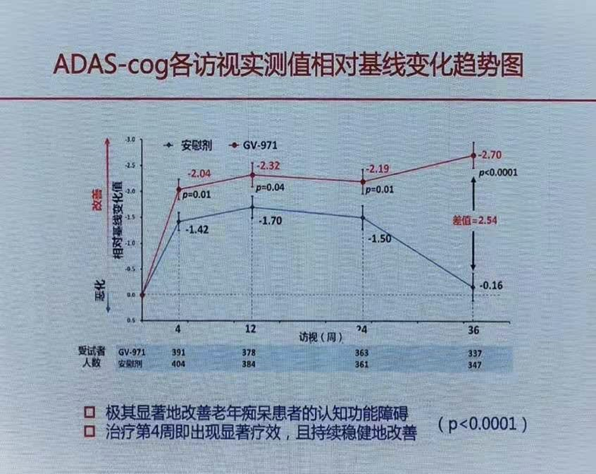 ADAS-cog各访视实测值相对基线变化趋势图
安慰剂 GV-971
改善
恶化
相对基线变化值
-3.0
-2.5
-2.0
-1.5
-1.0
-0.5
0.0
0.5
-2.04
p=0.01
-2.32
p=0.04
-2.19
p=0.01
-2.70
p<0.0001
-1.42
-1.70
-1.50
差值=2.54
-0.16
4 12 24 36
访视（周）
受试者人数
GV-971 391 378 363 337
安慰剂 404 384 361 347
极其显著地改善老年痴呆患者的认知功能障碍
治疗第4周即出现显著疗效，且持续稳健地改善
（p<0.0001）